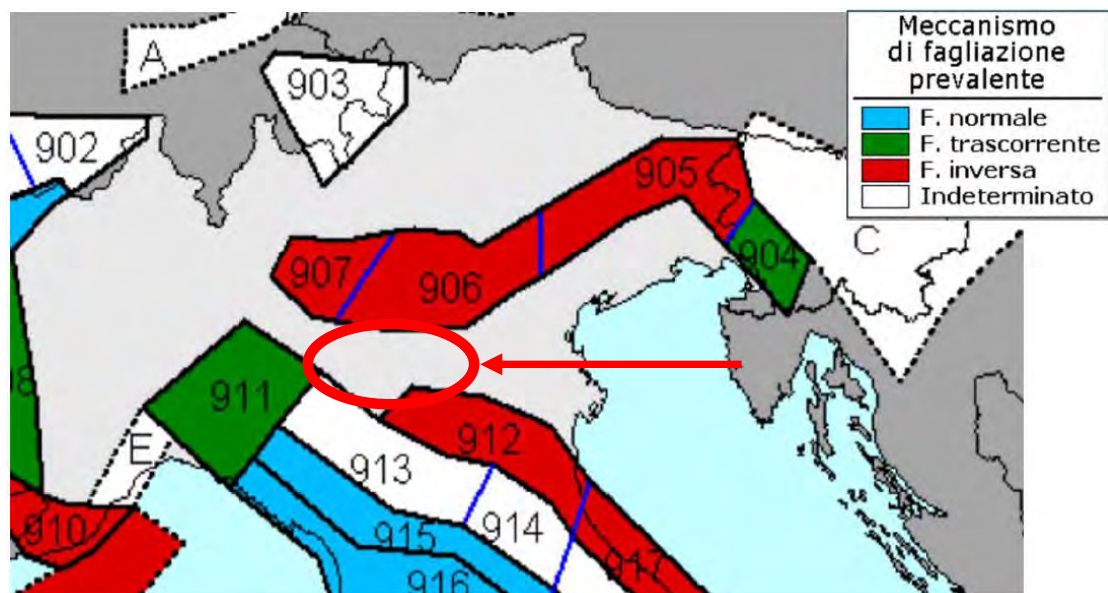 Meccanismo
di fagliazione
prevalente
F. normale
F. trascorrente
F. inversa
Indeterminato
A
903
902
905
C
904
907
906
911
912
E
913
910
914
915
917
916